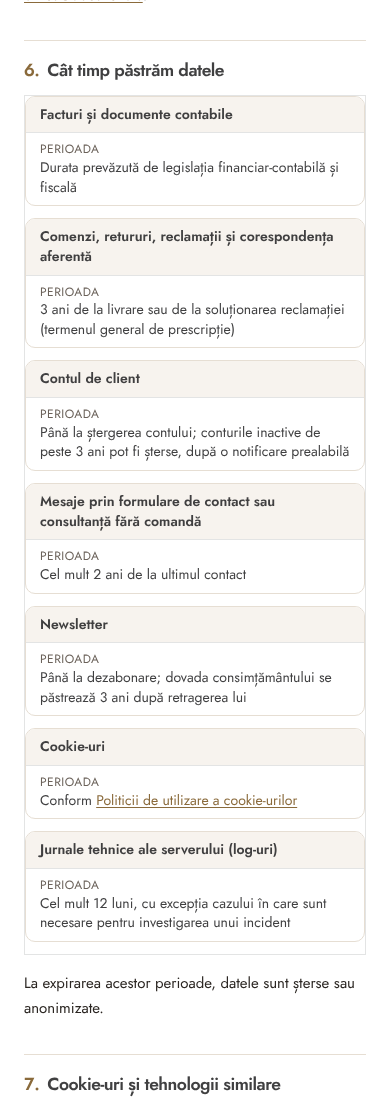 6. Cât timp păstrăm datele
Facturi și documente contabile
PERIOADA
Durata prevăzută de legislația financiar-contabilă și
fiscală
Comenzi, retururi, reclamații și corespondența
aferentă
PERIOADA
3 ani de la livrare sau de la soluționarea reclamației
(termenul general de prescripție)
Contul de client
PERIOADA
Până la ștergerea contului; conturile inactive de
peste 3 ani pot fi șterse, după o notificare prealabilă
Mesaje prin formulare de contact sau
consultanță fără comandă
PERIOADA
Cel mult 2 ani de la ultimul contact
Newsletter
PERIOADA
Până la dezabonare; dovada consimțământului se
păstrează 3 ani după retragerea lui
Cookie-uri
PERIOADA
Conform Politicii de utilizare a cookie-urilor
Jurnale tehnice ale serverului (log-uri)
PERIOADA
Cel mult 12 luni, cu excepția cazului în care sunt
necesare pentru investigarea unui incident
La expirarea acestor perioade, datele sunt șterse sau
anonimizate.
7. Cookie-uri și tehnologii similare